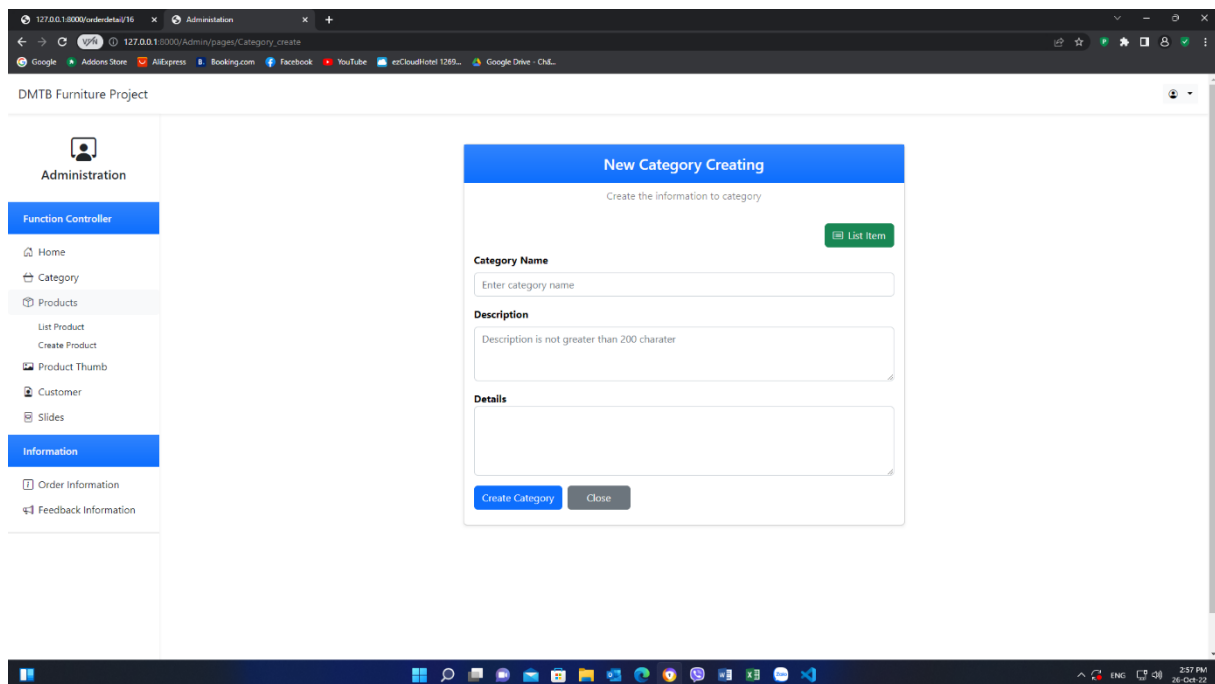 127.0.0.1:8000/orderdetail/16
Administation
VPN 127.0.0.1:8000/Admin/pages/Category_create
Google Addons Store AliExpress Booking.com Facebook YouTube ezCloudHotel 1289... Google Drive - Chế...
DMTB Furniture Project
Administration
Function Controller
Home
Category
Products
List Product
Create Product
Product Thumb
Customer
Slides
Information
Order Information
Feedback Information
New Category Creating
Create the information to category
List Item
Category Name
Enter category name
Description
Description is not greater than 200 charater
Details
Create Category Close
ENG
2:57 PM
26-Oct-22